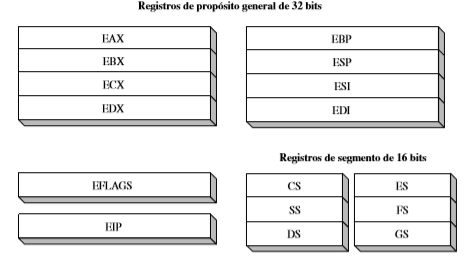 Registros de propósito general de 32 bits
EAX
EBX
ECX
EDX
EBP
ESP
ESI
EDI
EFLAGS
EIP
Registros de segmento de 16 bits
CS
SS
DS
ES
FS
GS